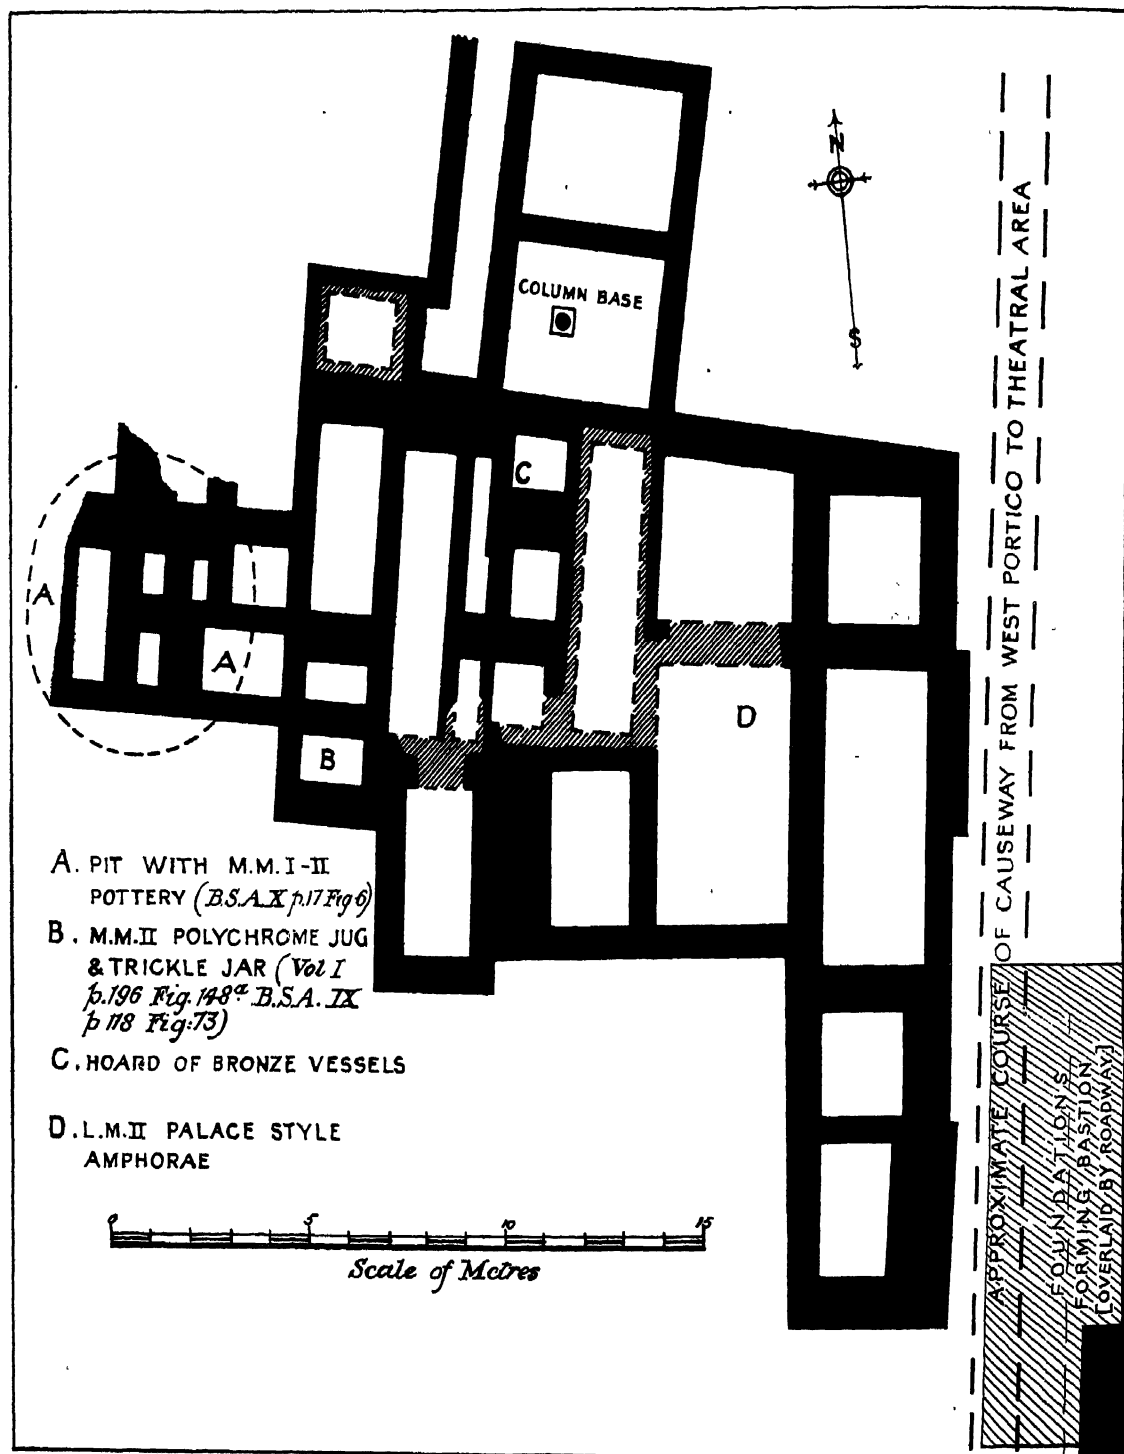 N
COLUMN BASE
S
C
A
A
D
B
A. PIT WITH M.M. I-II
POTTERY (B.S.A. X p.17 Fig 6)
B. M.M.II POLYCHROME JUG
& TRICKLE JAR (Vol I
p.196 Fig. 148a B.S.A. IX
p 118 Fig: 73)
C. HOARD OF BRONZE VESSELS
D. L.M.II PALACE STYLE
AMPHORAE
0 5 10 15
Scale of Metres
APPROXIMATE COURSE OF CAUSEWAY FROM WEST PORTICO TO THEATRAL AREA
FOUNDATIONS
FORMING BASTION
[OVERLAID BY ROADWAY]